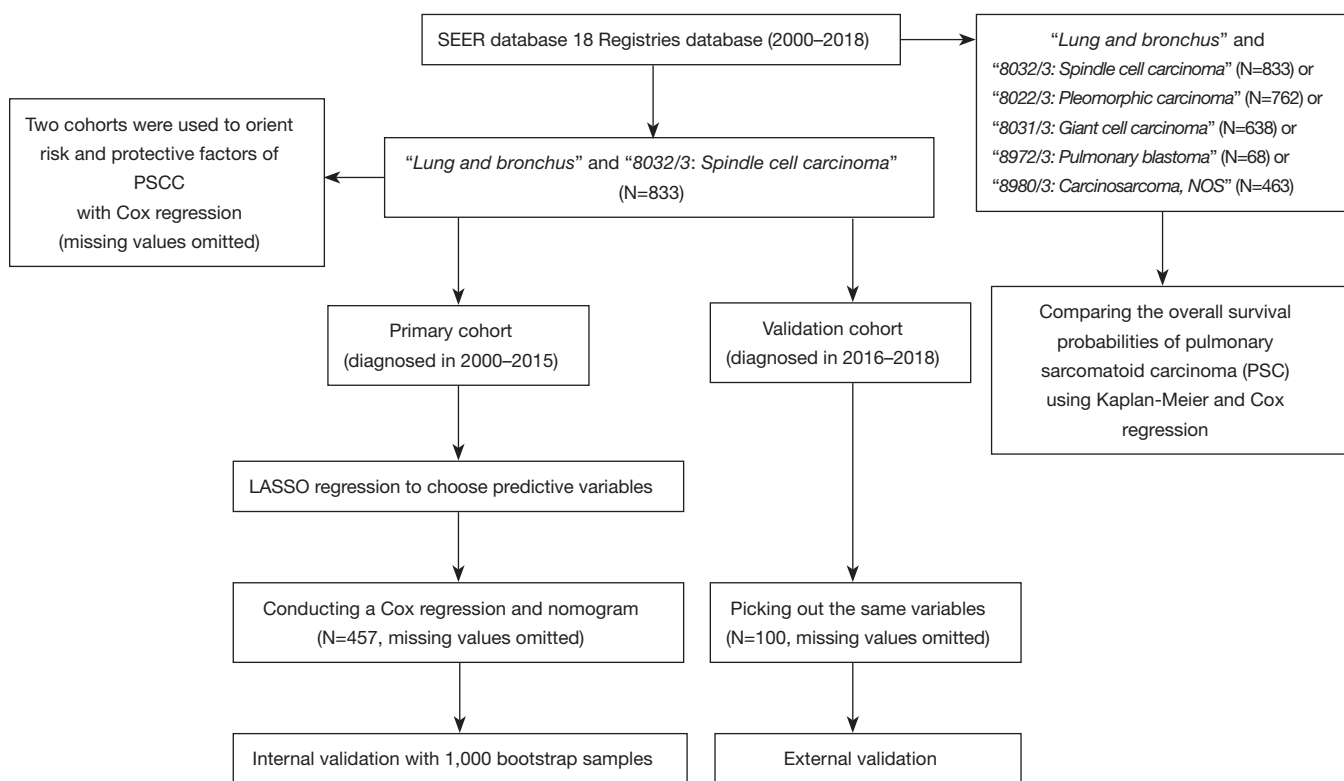 SEER database 18 Registries database (2000–2018)
“Lung and bronchus” and
“8032/3: Spindle cell carcinoma” (N=833) or
“8022/3: Pleomorphic carcinoma” (N=762) or
“8031/3: Giant cell carcinoma” (N=638) or
“8972/3: Pulmonary blastoma” (N=68) or
“8980/3: Carcinosarcoma, NOS” (N=463)
Two cohorts were used to orient
risk and protective factors of
PSCC
with Cox regression
(missing values omitted)
“Lung and bronchus” and “8032/3: Spindle cell carcinoma”
(N=833)
Primary cohort
(diagnosed in 2000–2015)
Validation cohort
(diagnosed in 2016–2018)
Comparing the overall survival
probabilities of pulmonary
sarcomatoid carcinoma (PSC)
using Kaplan-Meier and Cox
regression
LASSO regression to choose predictive variables
Conducting a Cox regression and nomogram
(N=457, missing values omitted)
Picking out the same variables
(N=100, missing values omitted)
Internal validation with 1,000 bootstrap samples
External validation